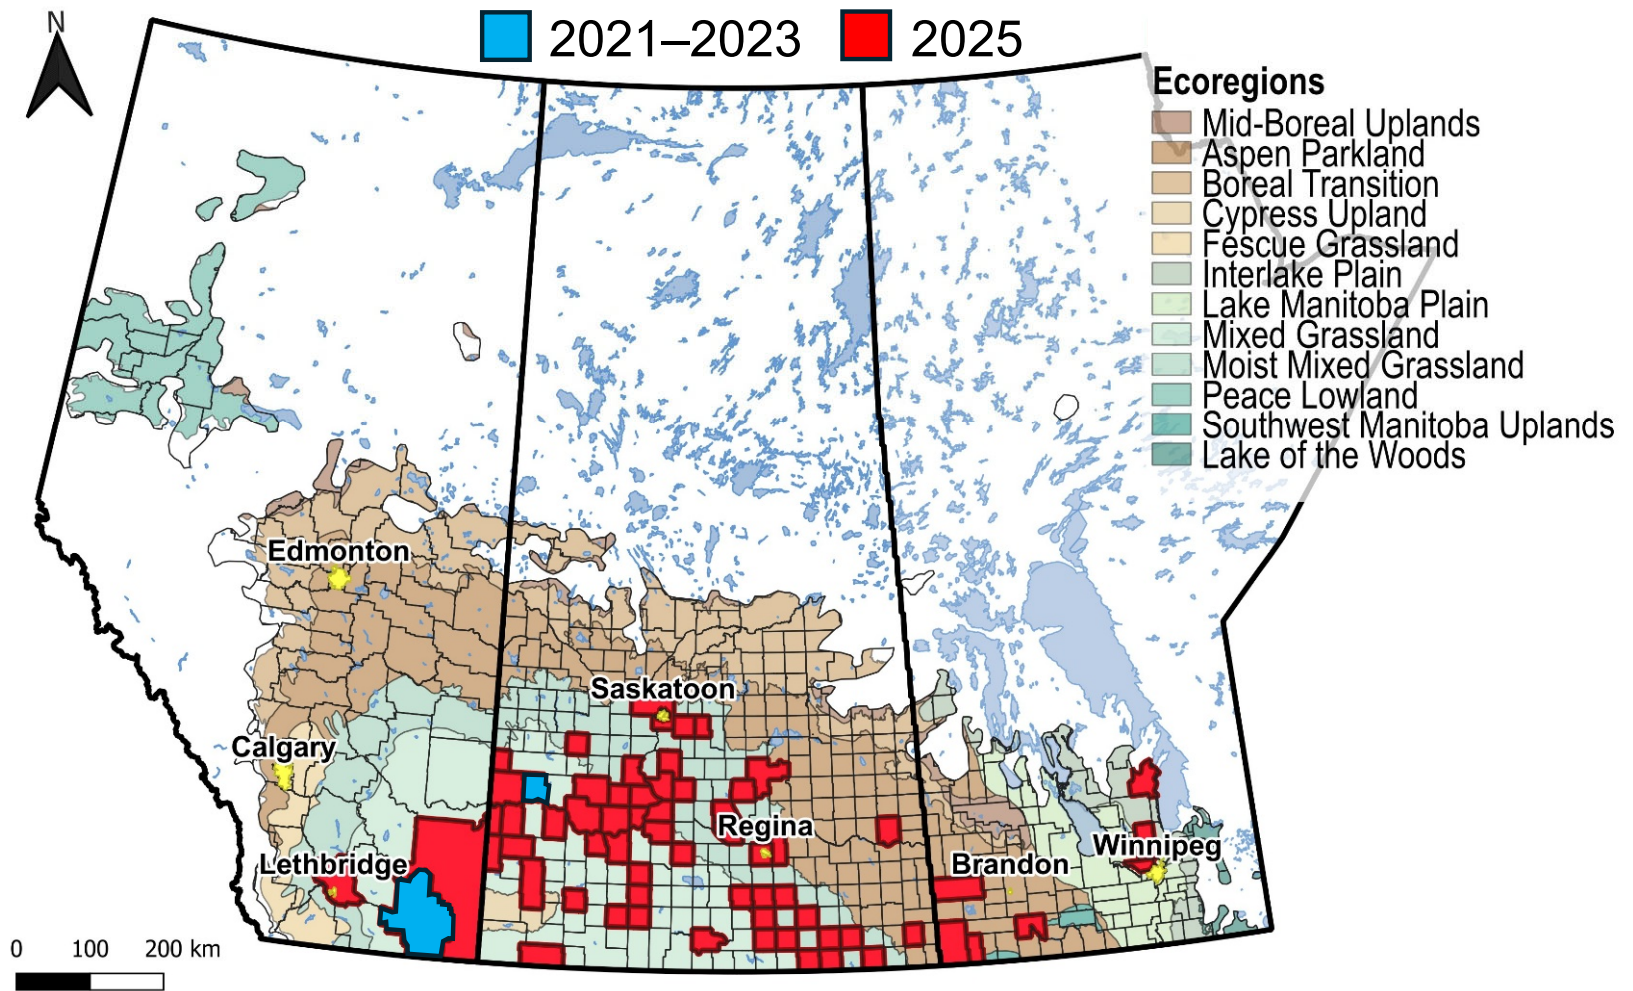 N
2021–2023
2025
Ecoregions
Mid-Boreal Uplands
Aspen Parkland
Boreal Transition
Cypress Upland
Fescue Grassland
Interlake Plain
Lake Manitoba Plain
Mixed Grassland
Moist Mixed Grassland
Peace Lowland
Southwest Manitoba Uplands
Lake of the Woods
Edmonton
Saskatoon
Calgary
Regina
Winnipeg
Lethbridge
Brandon
0 100 200 km